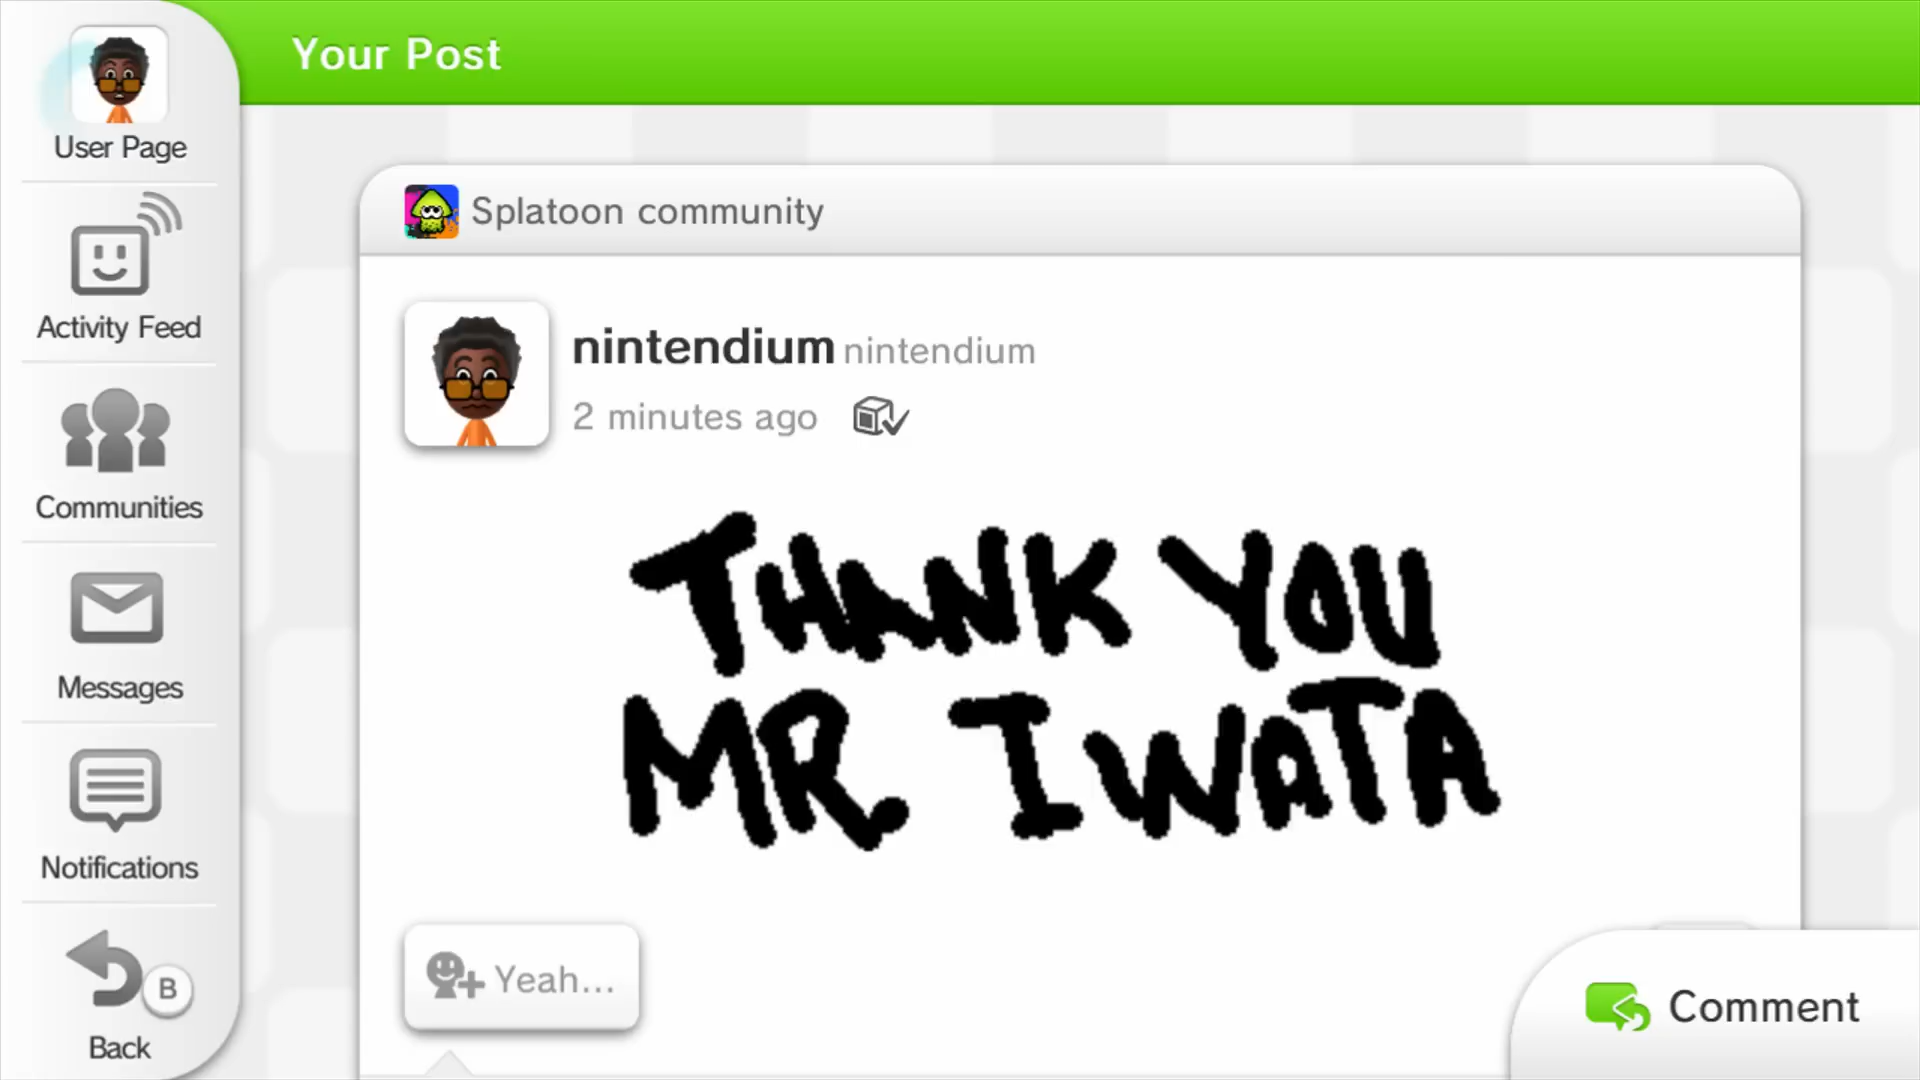 Your Post
User Page
Activity Feed
Communities
Messages
Notifications
B
Back
Splatoon community
nintendium nintendium
2 minutes ago
THANK YOU
MR IWATA
Yeah...
Comment